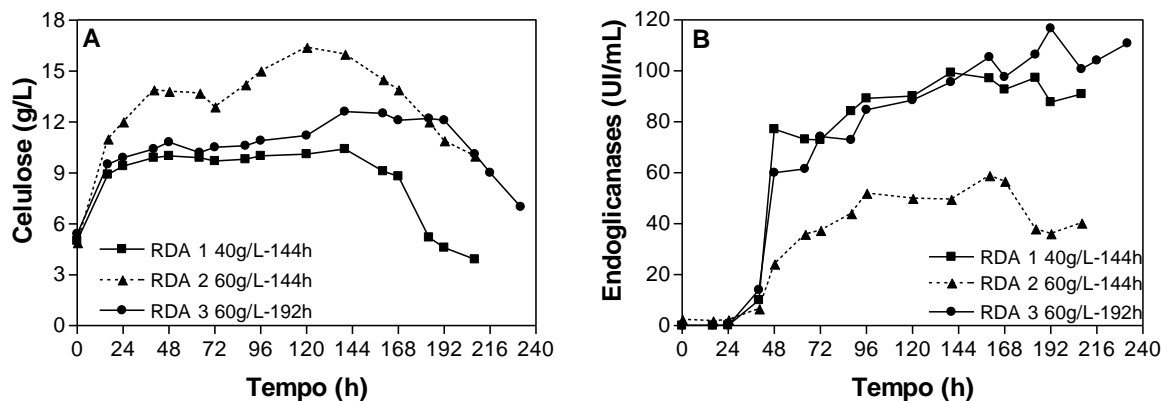 A
Celulose (g/L)
18
15
12
9
6
3
0
RDA 1 40g/L-144h
RDA 2 60g/L-144h
RDA 3 60g/L-192h
0 24 48 72 96 120 144 168 192 216 240
Tempo (h)
B
Endoglicanases (UI/mL)
120
100
80
60
40
20
0
RDA 1 40g/L-144h
RDA 2 60g/L-144h
RDA 3 60g/L-192h
0 24 48 72 96 120 144 168 192 216 240
Tempo (h)